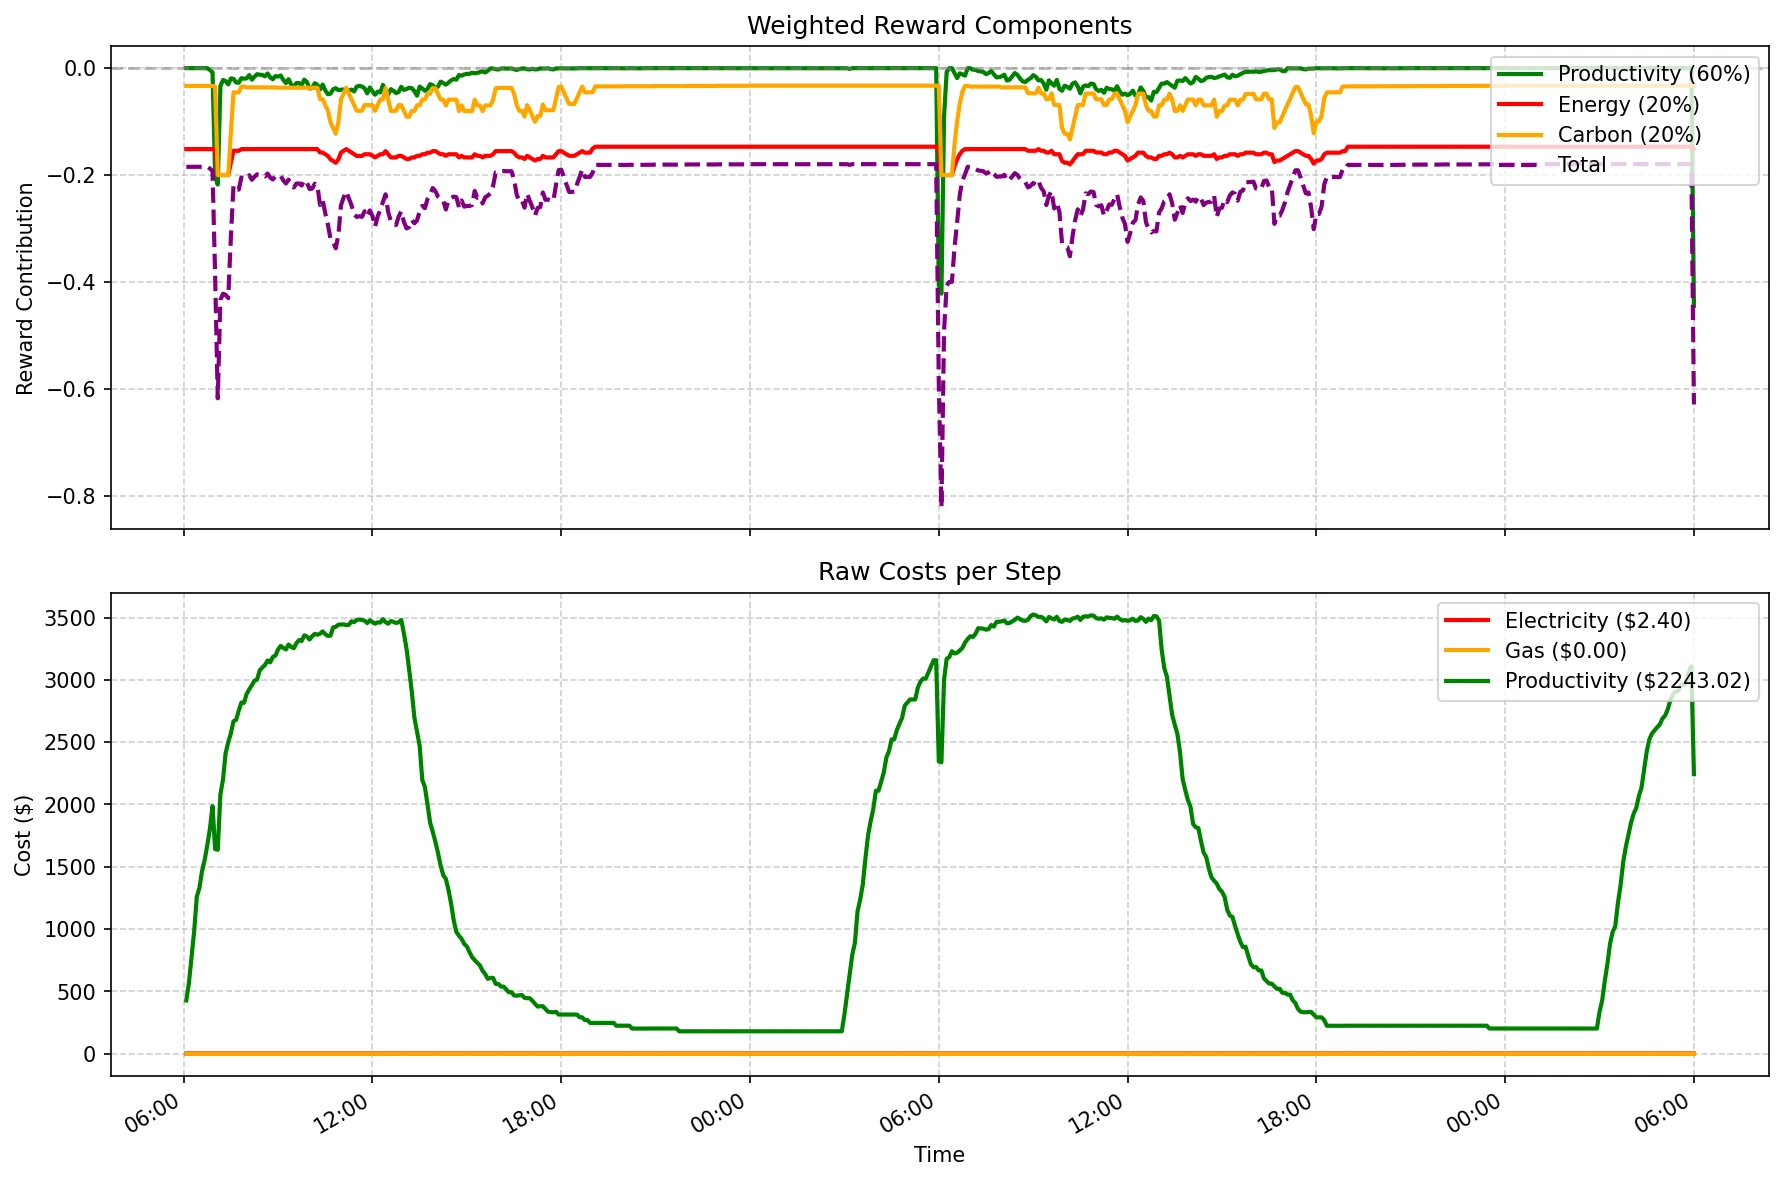 Weighted Reward Components
Reward Contribution
0.0
−0.2
−0.4
−0.6
−0.8
Productivity (60%)
Energy (20%)
Carbon (20%)
Total
Raw Costs per Step
Cost ($)
3500
3000
2500
2000
1500
1000
500
0
Electricity ($2.40)
Gas ($0.00)
Productivity ($2243.02)
06:00
12:00
18:00
00:00
06:00
12:00
18:00
00:00
06:00
Time